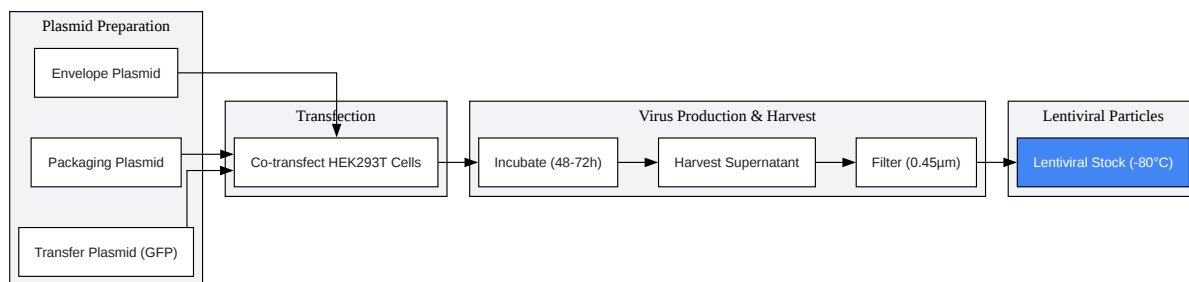 Plasmid Preparation
Envelope Plasmid
Packaging Plasmid
Transfer Plasmid (GFP)
Transfection
Co-transfect HEK293T Cells
Virus Production & Harvest
Incubate (48-72h)
Harvest Supernatant
Filter (0.45µm)
Lentiviral Particles
Lentiviral Stock (-80°C)